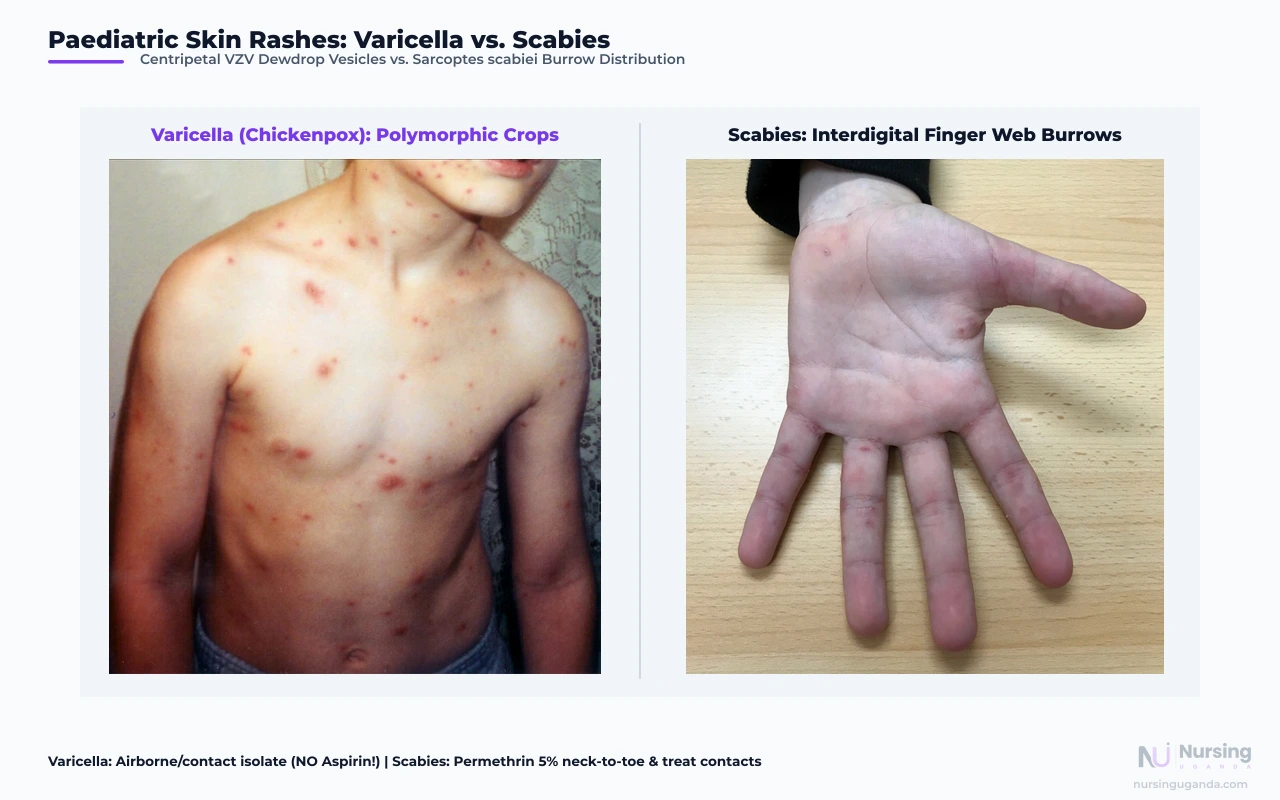 Paediatric Skin Rashes: Varicella vs. Scabies
Centripetal VZV Dewdrop Vesicles vs. Sarcoptes scabiei Burrow Distribution
Varicella (Chickenpox): Polymorphic Crops
Scabies: Interdigital Finger Web Burrows
Varicella: Airborne/contact isolate (NO Aspirin!) | Scabies: Permethrin 5% neck-to-toe & treat contacts
NU Nursing
UGANDA
nursinguganda.com